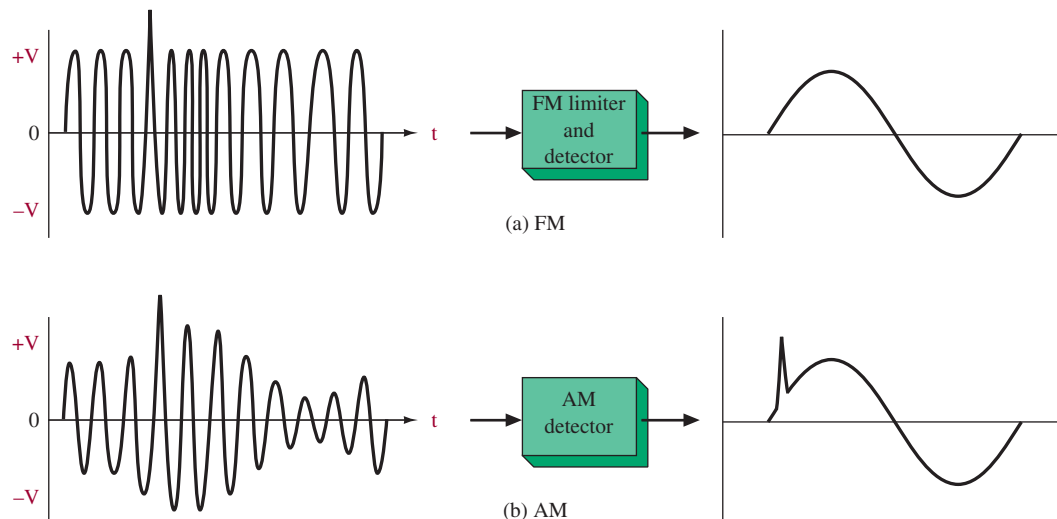 +V
0
–V
t
FM limiter
and
detector
(a) FM
+V
0
–V
t
AM
detector
(b) AM